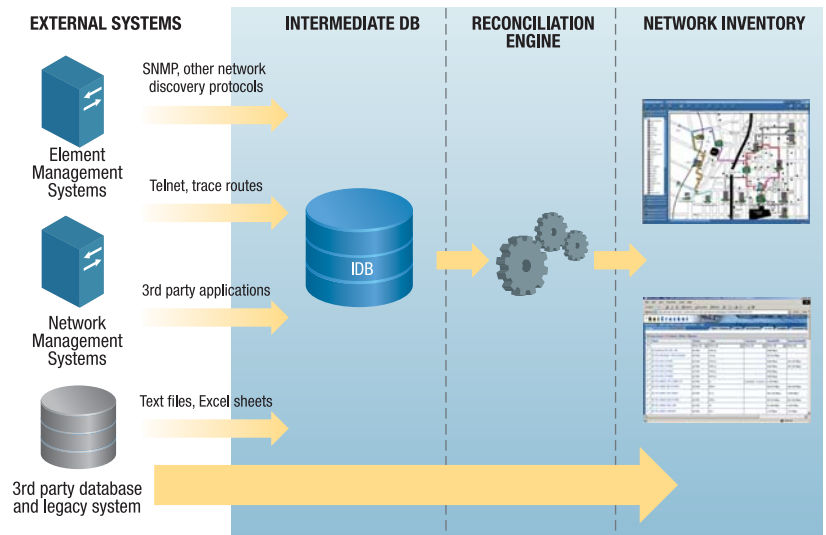 EXTERNAL SYSTEMS
INTERMEDIATE DB
RECONCILIATION
ENGINE
NETWORK INVENTORY
SNMP, other network
discovery protocols
Element
Management
Systems
Telnet, trace routes
IDB
Network
Management
Systems
3rd party applications
Text files, Excel sheets
3rd party database
and legacy system